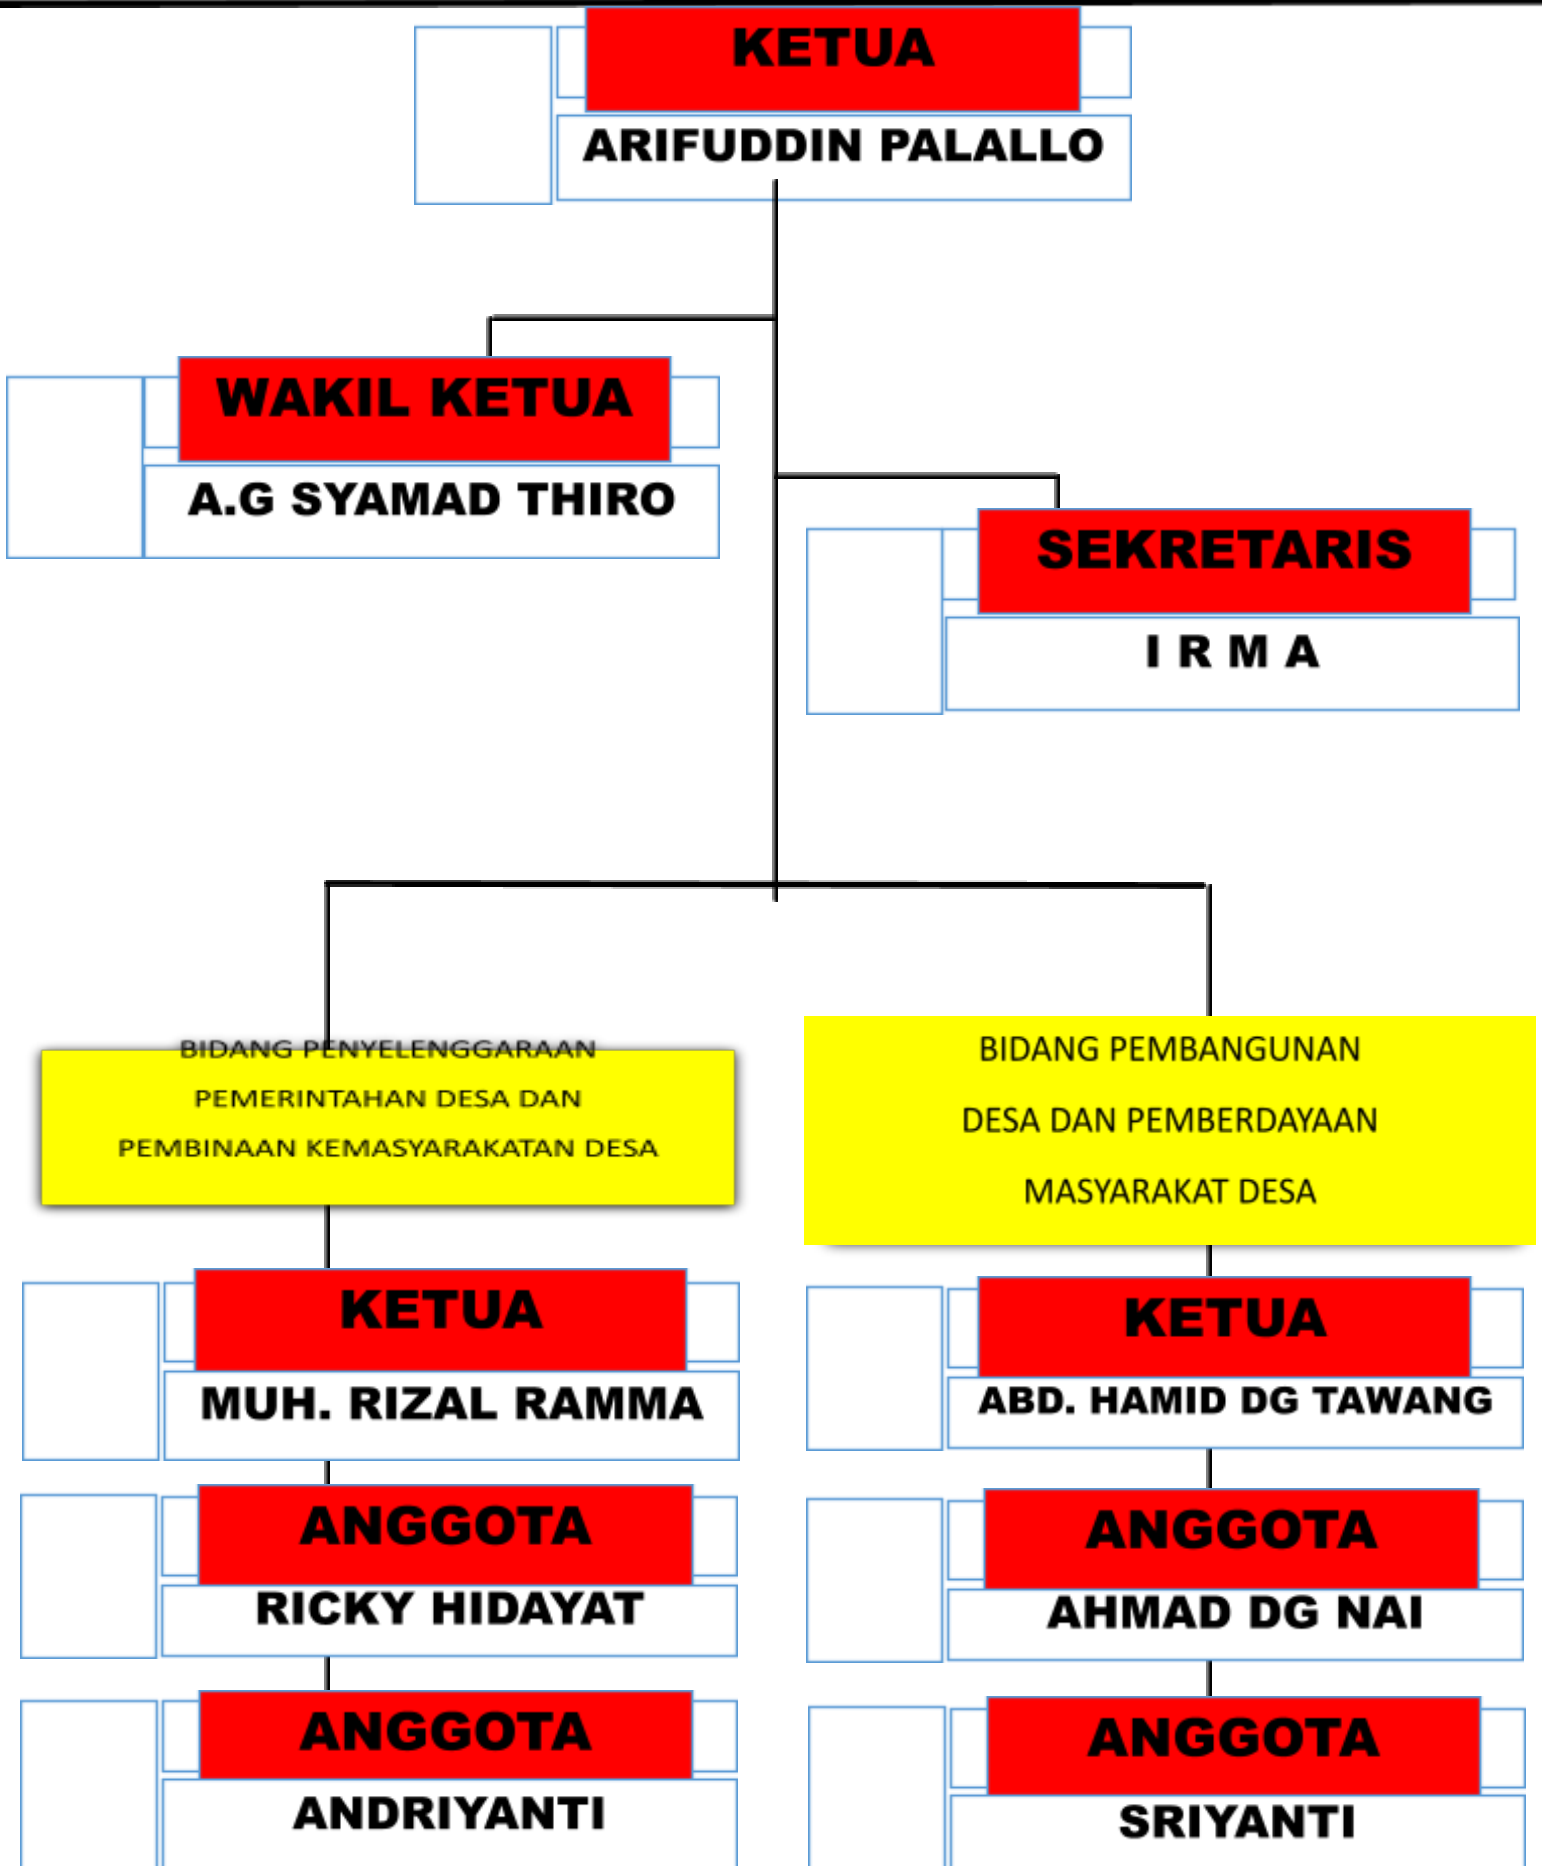 KETUA
ARIFUDDIN PALALLO
WAKIL KETUA
A.G SYAMAD THIRO
SEKRETARIS
I R M A
BIDANG PENYELENGGARAAN
PEMERINTAHAN DESA DAN
PEMBINAAN KEMASYARAKATAN DESA
BIDANG PEMBANGUNAN
DESA DAN PEMBERDAYAAN
MASYARAKAT DESA
KETUA
MUH. RIZAL RAMMA
KETUA
ABD. HAMID DG TAWANG
ANGGOTA
RICKY HIDAYAT
ANGGOTA
AHMAD DG NAI
ANGGOTA
ANDRIYANTI
ANGGOTA
SRIYANTI